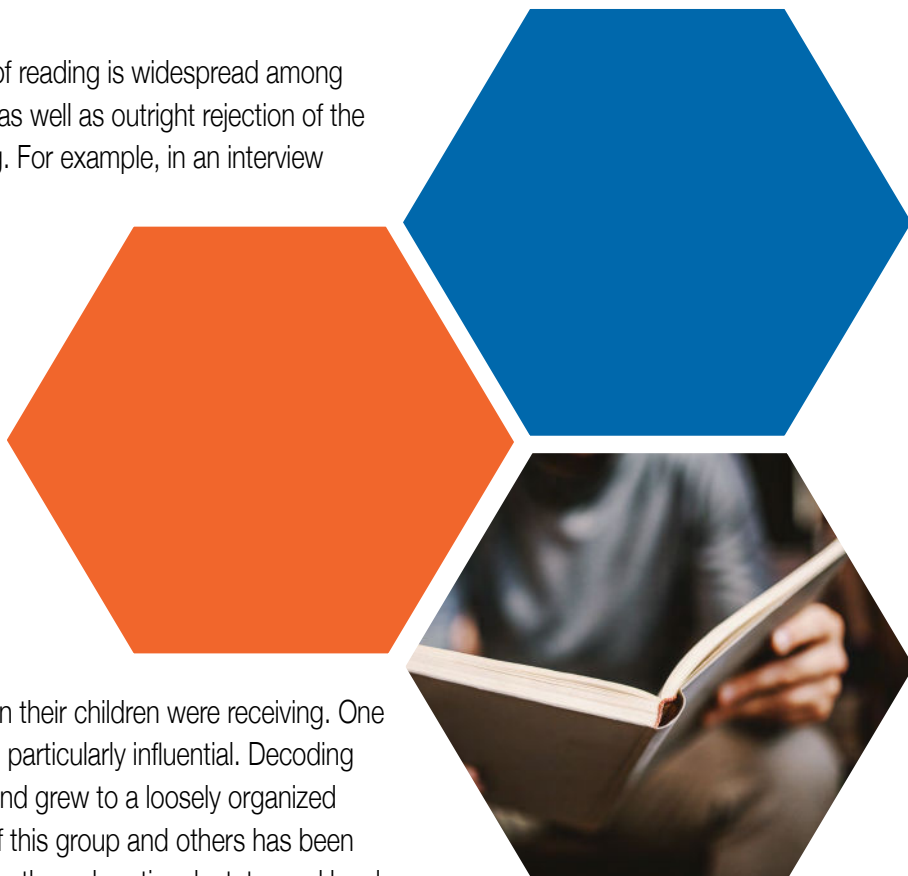 of reading is widespread among
as well as outright rejection of the
. For example, in an interview
n their children were receiving. One
particularly influential. Decoding
nd grew to a loosely organized
f this group and others has been